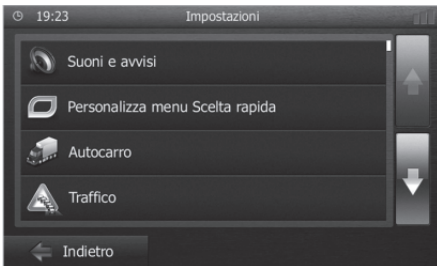 19:23
Impostazioni
Suoni e avvisi
Personalizza menu Scelta rapida
Autocarro
Traffico
Indietro